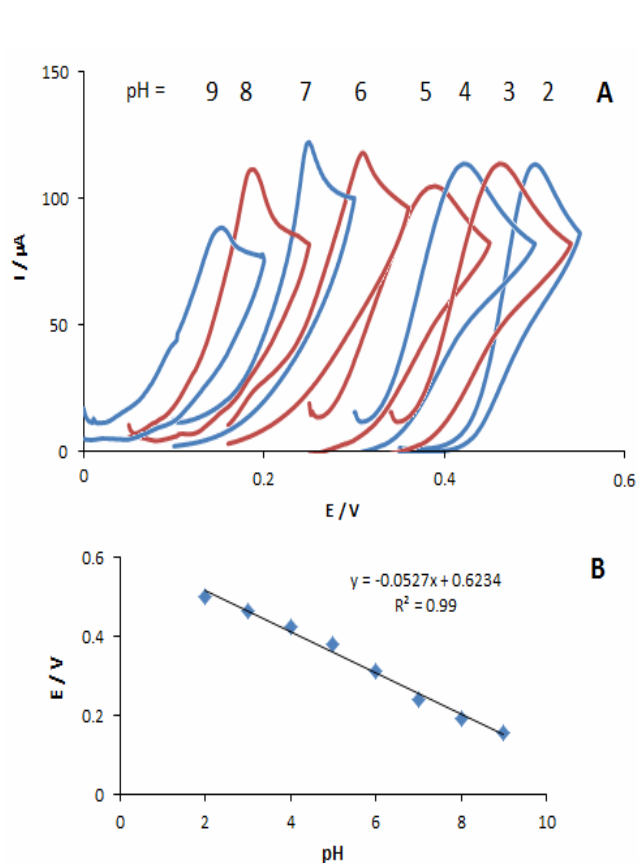 150
pH = 9 8 7 6 5 4 3 2 A
100
I / µA
50
0
0 0.2 0.4 0.6
E / V
0.6
B
y = -0.0527x + 0.6234
R² = 0.99
0.4
E / V
0.2
0
0 2 4 6 8 10
pH